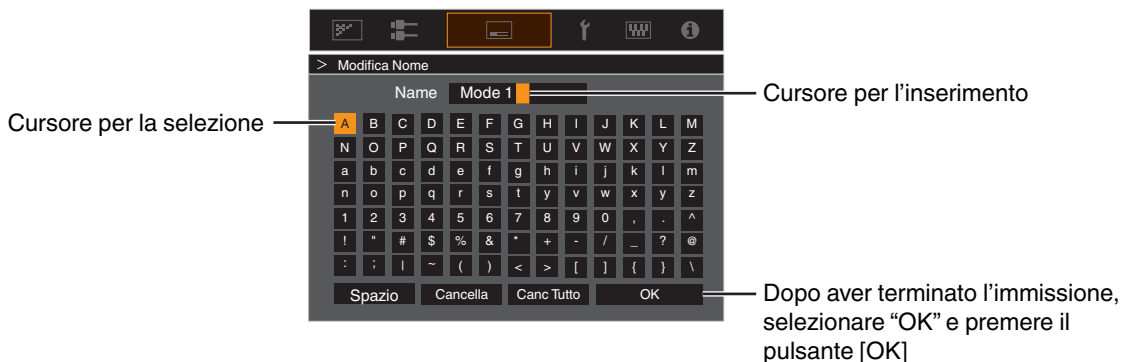 > Modifica Nome
Name Mode 1
Cursore per l'inserimento
Cursore per la selezione
A B C D E F G H I J K L M
N O P Q R S T U V W X Y Z
a b c d e f g h i j k l m
n o p q r s t y v w x y z
1 2 3 4 5 6 7 8 9 0 , . ^
! " # $ % & * + - / _ ? @
: ; | ~ ( ) < > [ ] { } \
Spazio Cancella Canc Tutto OK
Dopo aver terminato l'immissione,
selezionare “OK” e premere il
pulsante [OK]